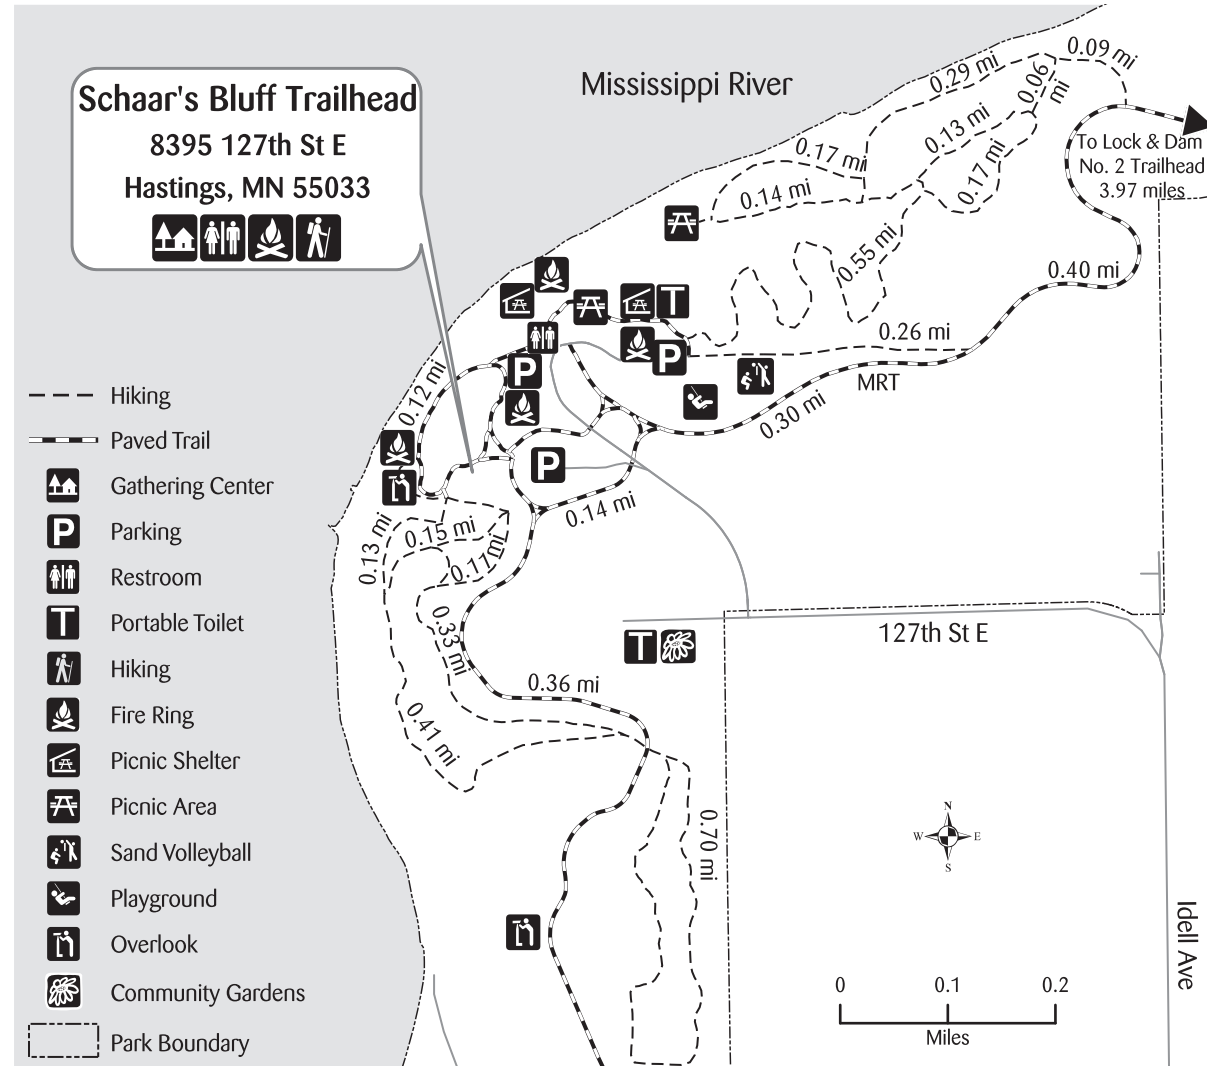 Schaar's Bluff Trailhead
8395 127th St E
Hastings, MN 55033
Mississippi River
0.09 mi
0.29 mi
0.06 mi
0.13 mi
0.17 mi
0.17 mi
0.14 mi
To Lock & Dam
No. 2 Trailhead
3.97 miles
0.55 mi
0.40 mi
0.26 mi
MRT
0.30 mi
0.12 mi
T
P
P
P
0.14 mi
0.13 mi
0.15 mi
0.17 mi
0.33 mi
0.36 mi
0.41 mi
0.70 mi
T
127th St E
Idell Ave
Hiking
Paved Trail
Gathering Center
P Parking
Restroom
T Portable Toilet
Hiking
Fire Ring
Picnic Shelter
Picnic Area
Sand Volleyball
Playground
Overlook
Community Gardens
Park Boundary
N
W E
S
0 0.1 0.2
Miles